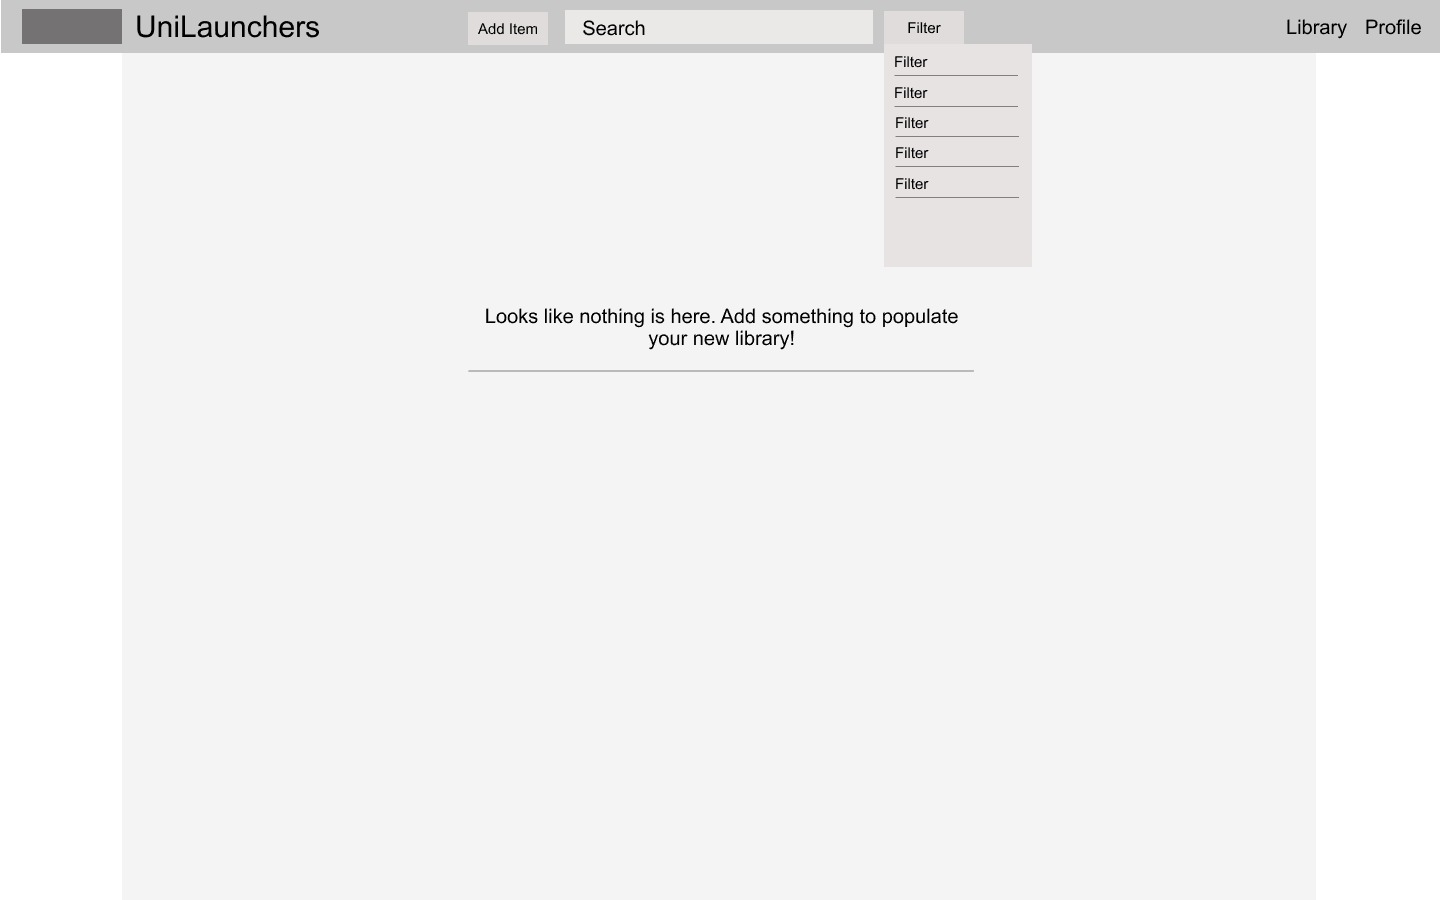 UniLaunchers
Add Item
Search
Filter
Library
Profile
Filter
Filter
Filter
Filter
Filter
Looks like nothing is here. Add something to populate
your new library!